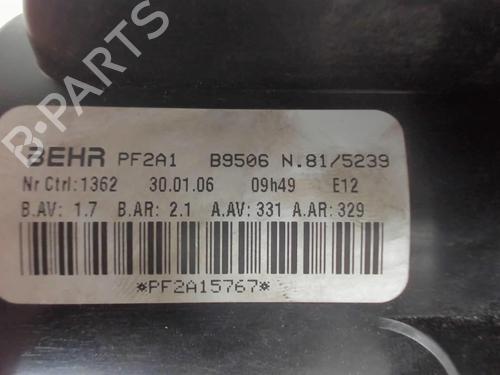 BEHR PF2A1 B9506 N.81/5239
Nr Ctrl:1362 30.01.06 09h49 E12
B.AV: 1.7 B.AR: 2.1 A.AV: 331 A.AR: 329
*PF2A15767*
B-PARTS